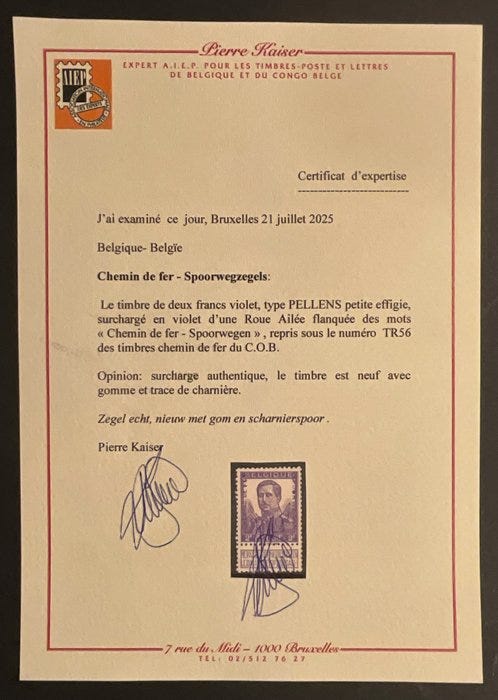 Pierre Kaiser
EXPERT A.I.E.P. POUR LES TIMBRES-POSTE ET LETTRES
DE BELGIQUE ET DU CONGO BELGE
AIEP
Certificat d'expertise
J'ai examiné ce jour, Bruxelles 21 juillet 2025
Belgique- Belgïe
Chemin de fer - Spoorwegzegels:
Le timbre de deux francs violet, type PELLENS petite effigie,
surchargé en violet d'une Roue Ailée flanquée des mots
« Chemin de fer - Spoorwegen » , repris sous le numéro TR56
des timbres chemin de fer du C.O.B.
Opinion: surcharge authentique, le timbre est neuf avec
gomme et trace de charnière.
Zegel echt, nieuw met gom en scharnierspoor .
Pierre Kaiser
BELGIQUE
7 rue du Midi - 1000 Bruxelles
TEL: 02/512 76 27